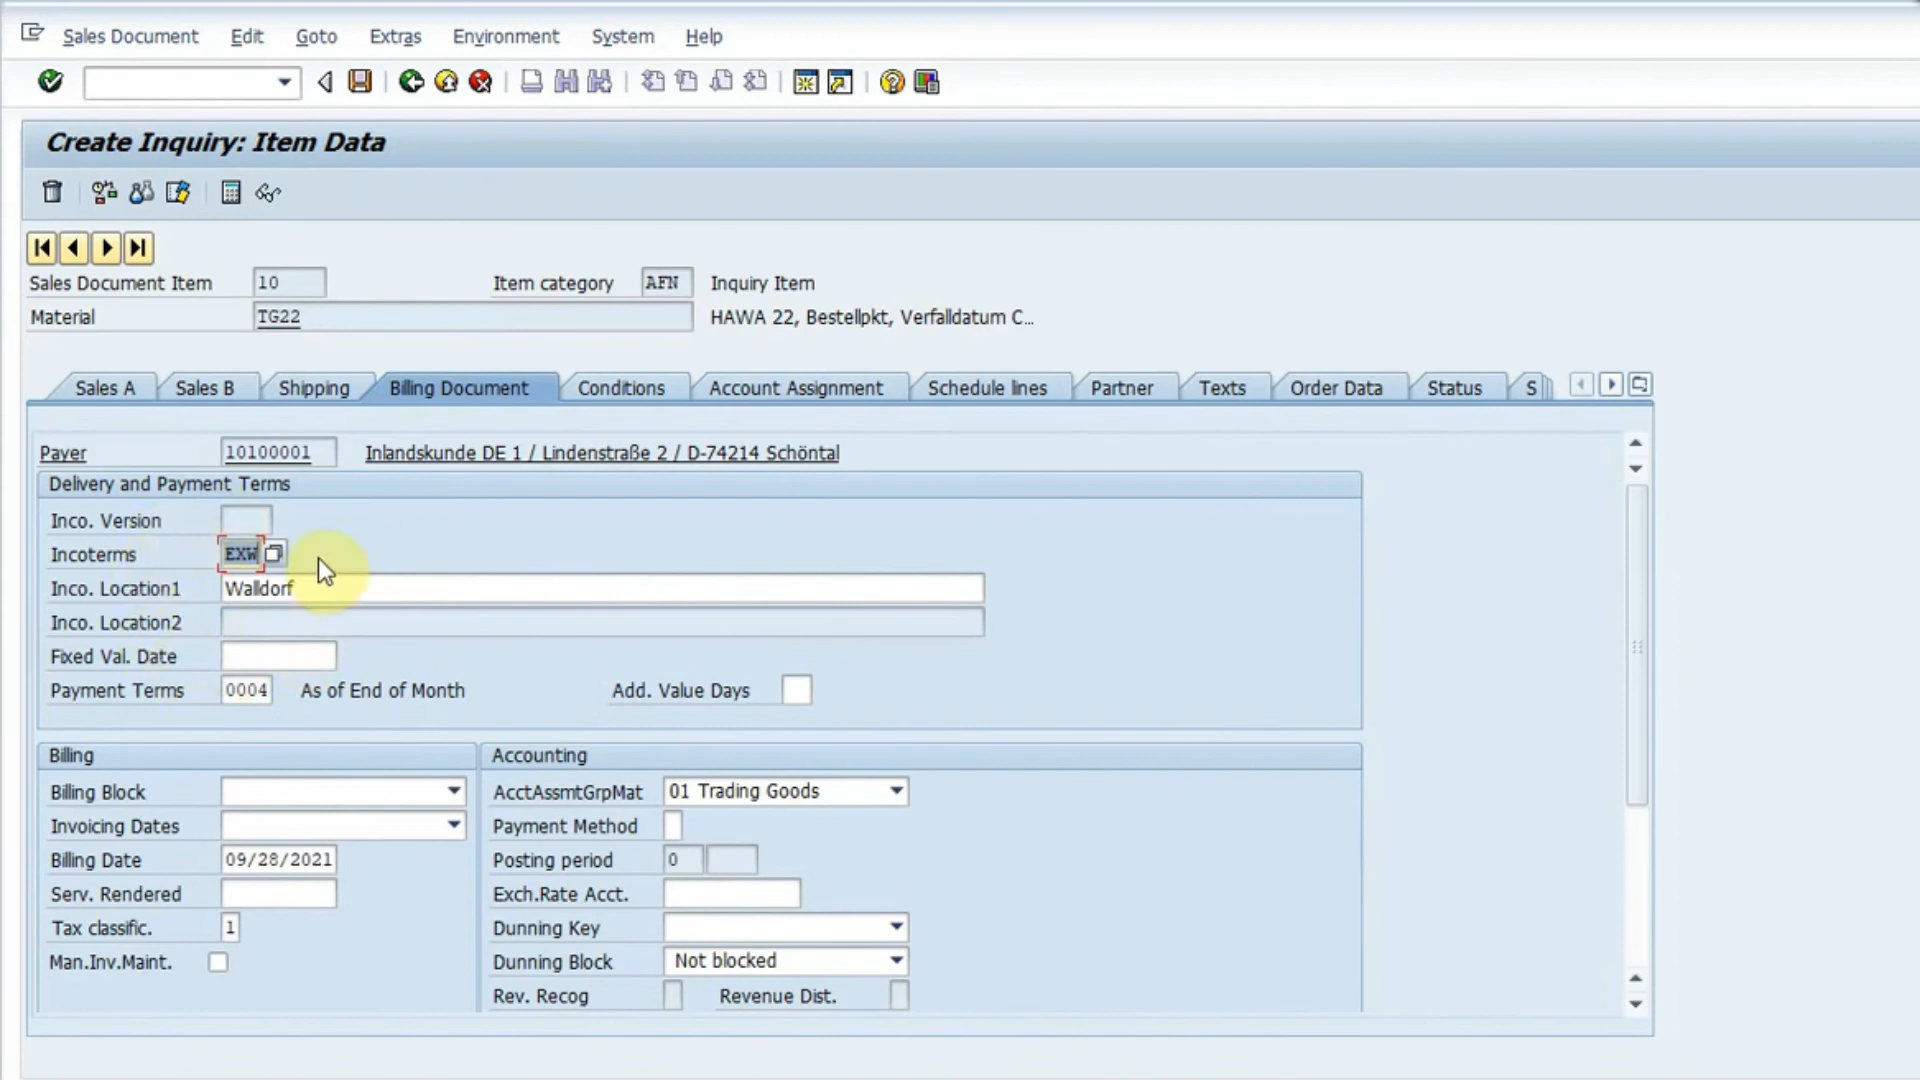 Sales Document Edit Goto Extras Environment System Help
Create Inquiry: Item Data
Sales Document Item 10 Item category AFN Inquiry Item
Material TG22 HAWA 22, Bestellpkt, Verfalldatum C...
Sales A Sales B Shipping Billing Document Conditions Account Assignment Schedule lines Partner Texts Order Data Status S
Payer 10100001 Inlandskunde DE 1 / Lindenstraße 2 / D-74214 Schöntal
Delivery and Payment Terms
Inco. Version
Incoterms EXW
Inco. Location1 Walldorf
Inco. Location2
Fixed Val. Date
Payment Terms 0004 As of End of Month Add. Value Days
Billing Accounting
Billing Block AcctAssmtGrpMat 01 Trading Goods
Invoicing Dates Payment Method
Billing Date 09/28/2021 Posting period 0
Serv. Rendered Exch.Rate Acct.
Tax classific. 1 Dunning Key
Man.Inv.Maint. Dunning Block Not blocked
Rev. Recog Revenue Dist.